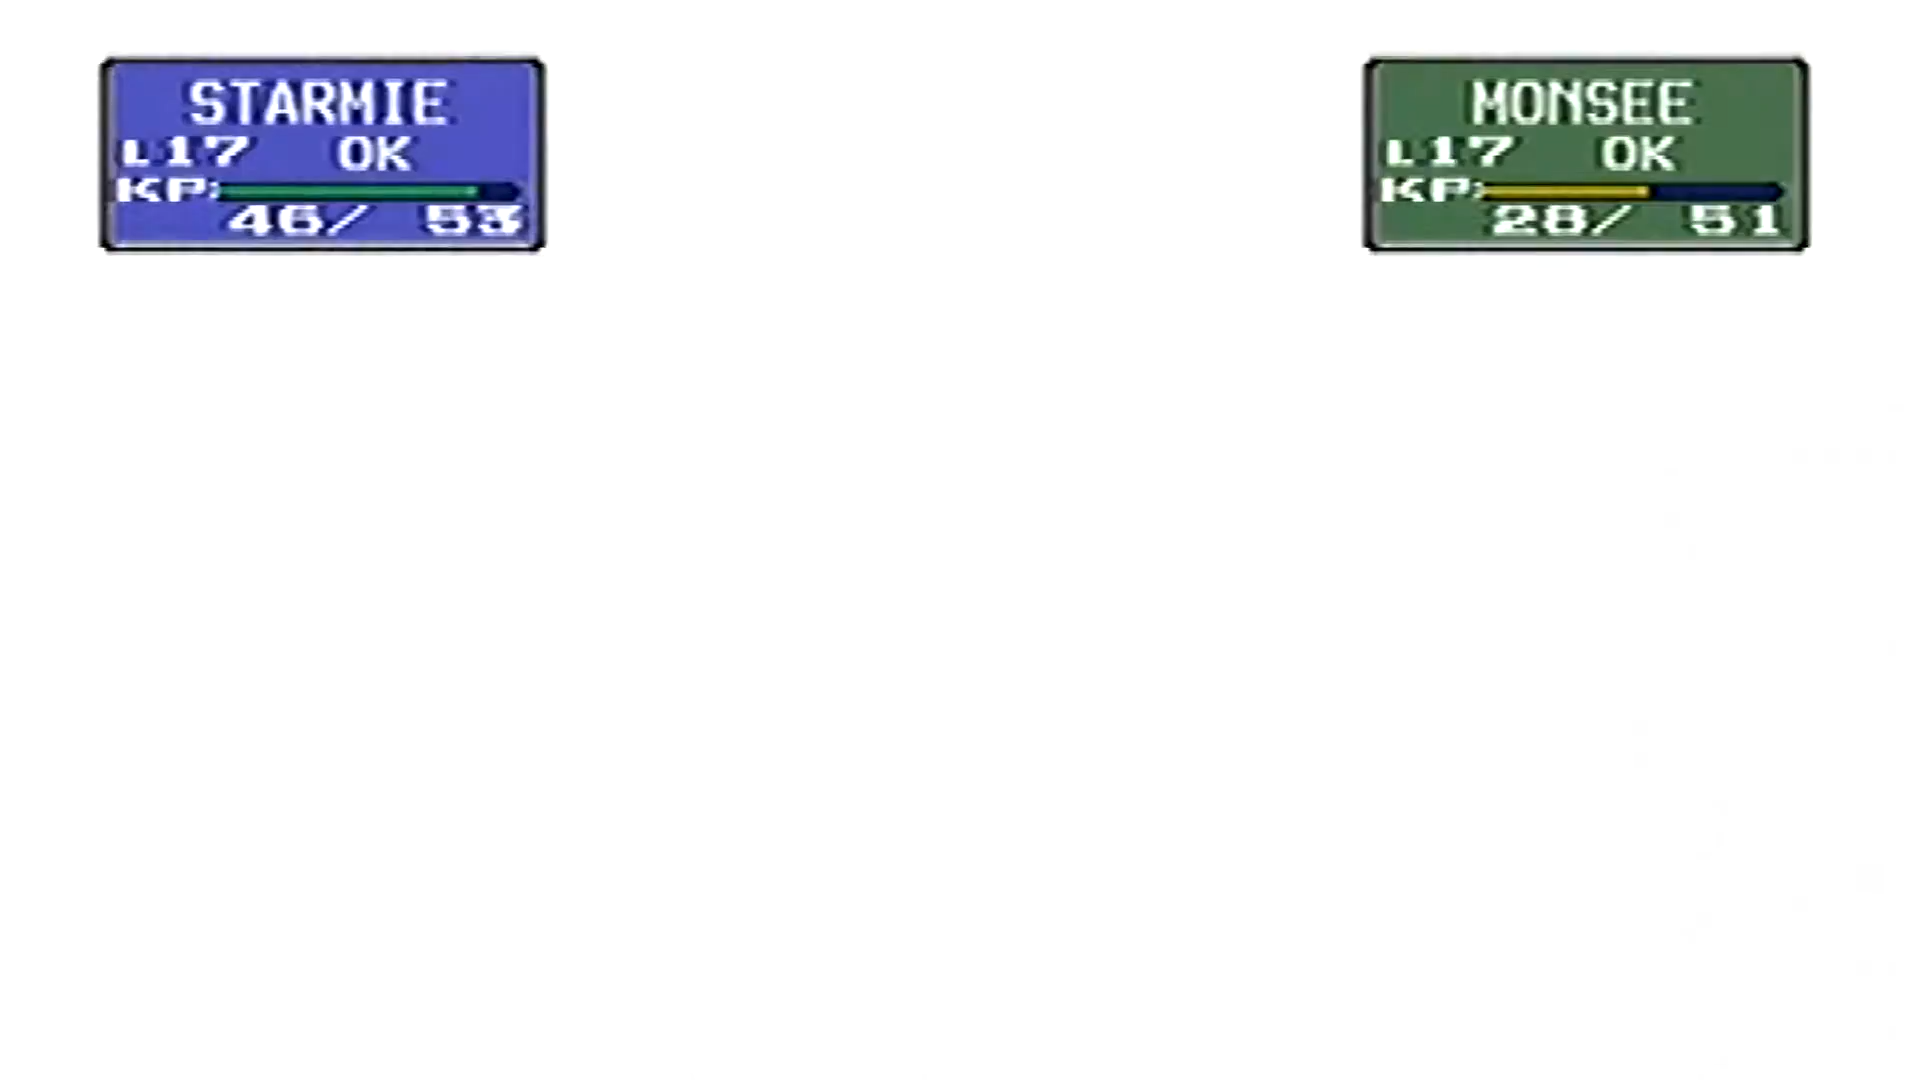 STARMIE
L17 OK
KP:
46/ 53
MONSEE
L17 OK
KP:
28/ 51